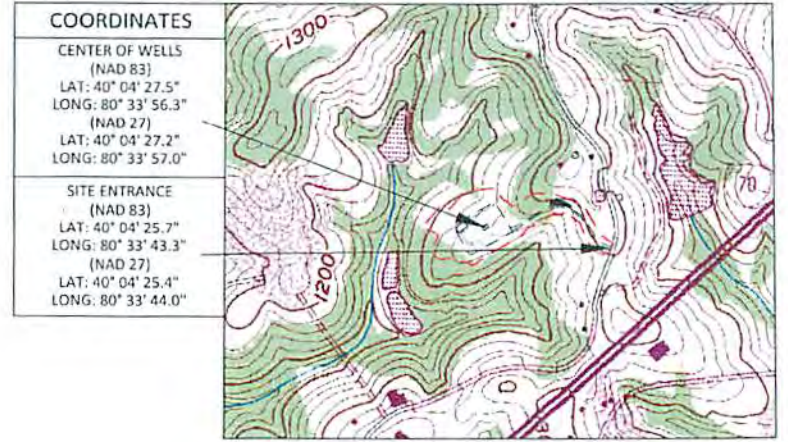 COORDINATES
CENTER OF WELLS
(NAD 83)
LAT: 40° 04' 27.5"
LONG: 80° 33' 56.3"
(NAD 27)
LAT: 40° 04' 27.2"
LONG: 80° 33' 57.0"
SITE ENTRANCE
(NAD 83)
LAT: 40° 04' 25.7"
LONG: 80° 33' 43.3"
(NAD 27)
LAT: 40° 04' 25.4"
LONG: 80° 33' 44.0"
1300
1200
70